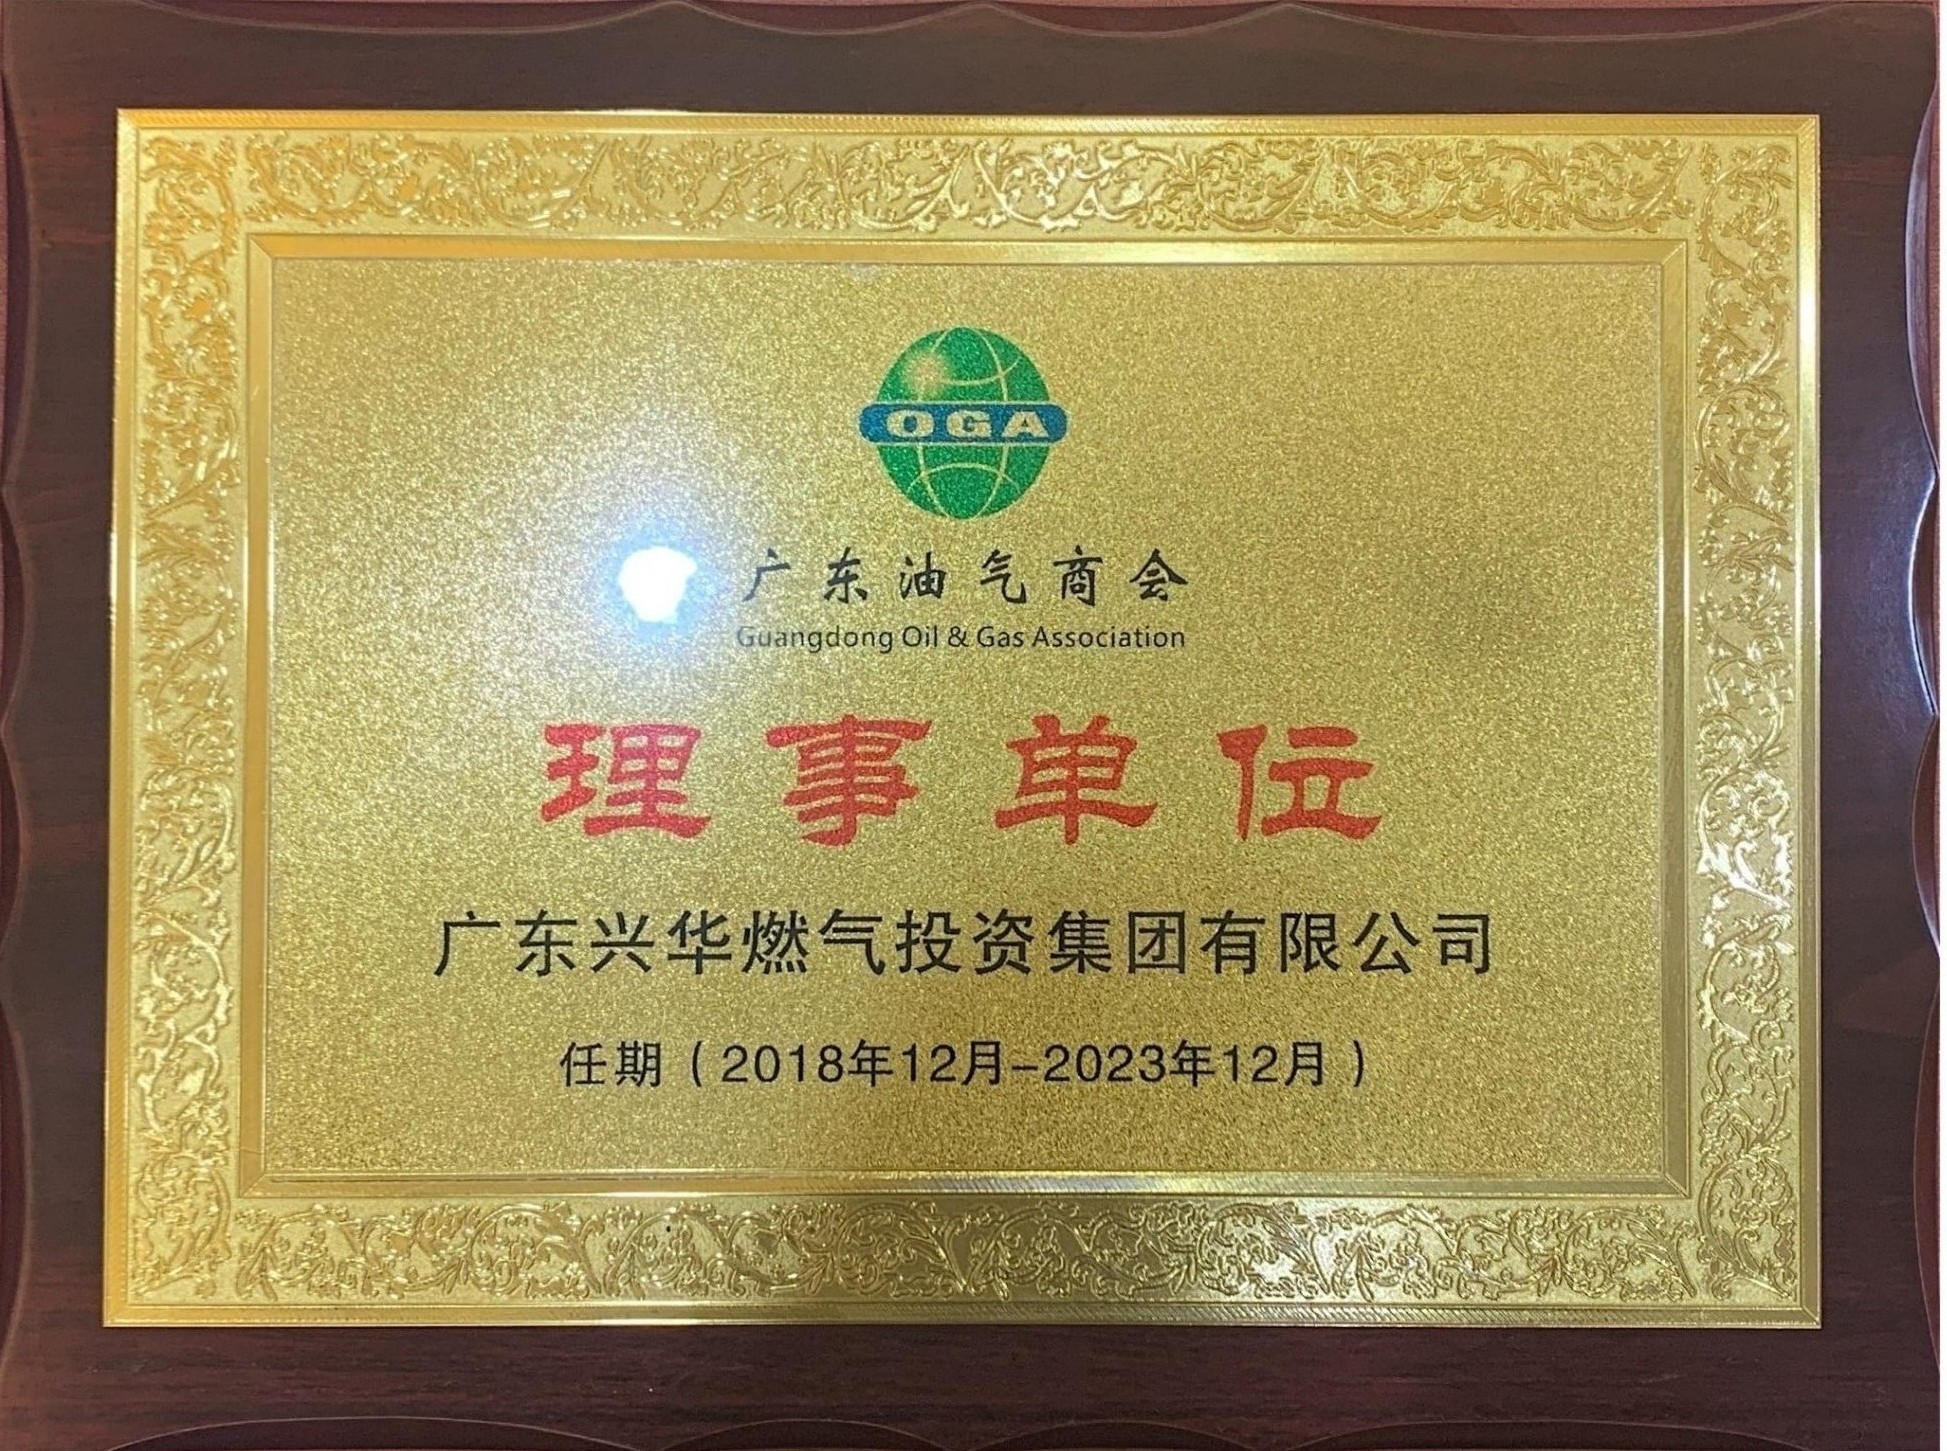 OGA
广东油气商会
Guangdong Oil & Gas Association
理事单位
广东兴华燃气投资集团有限公司
任期（2018年12月-2023年12月）